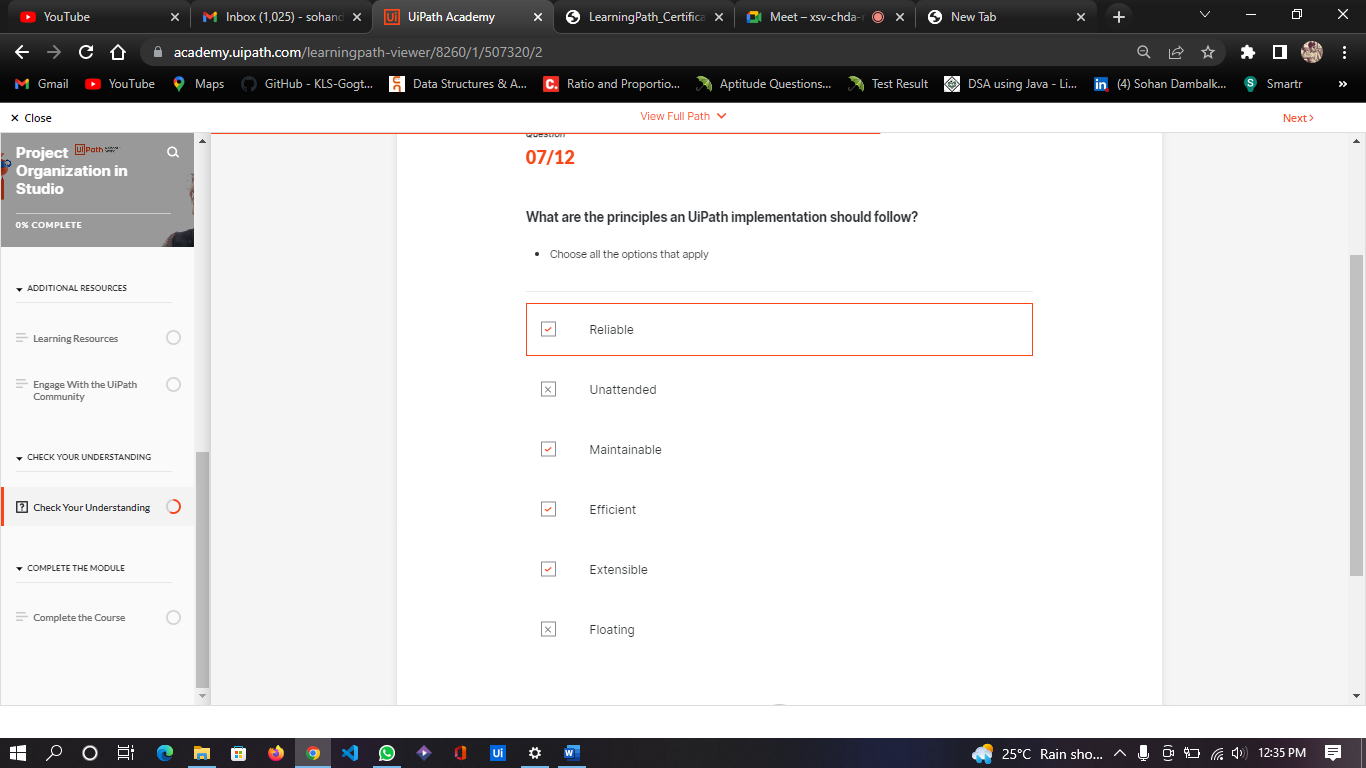 YouTube
Inbox (1,025) - sohand
UiPath Academy
LearningPath_Certifica
Meet – xsv-chda-r
New Tab
academy.uipath.com/learningpath-viewer/8260/1/507320/2
Gmail
YouTube
Maps
GitHub - KLS-Gogt...
Data Structures & A...
Ratio and Proportio...
Aptitude Questions...
Test Result
DSA using Java - Li...
(4) Sohan Dambalk...
Smartr
Close
View Full Path
Next
Project
Organization in
Studio
UiPath
0% COMPLETE
ADDITIONAL RESOURCES
Learning Resources
Engage With the UiPath
Community
CHECK YOUR UNDERSTANDING
Check Your Understanding
COMPLETE THE MODULE
Complete the Course
Question
07/12
What are the principles an UiPath implementation should follow?
Choose all the options that apply
Reliable
Unattended
Maintainable
Efficient
Extensible
Floating
25°C Rain sho...
12:35 PM